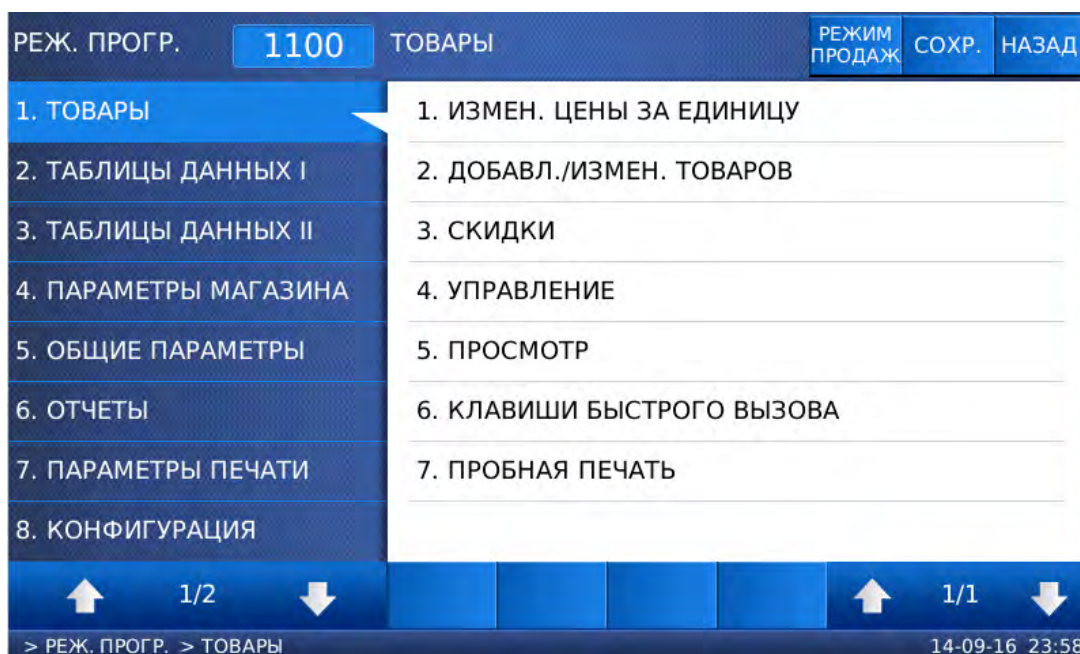 РЕЖ. ПРОГР. 1100 ТОВАРЫ РЕЖИМ ПРОДАЖ СОХР. НАЗАД
1. ТОВАРЫ
2. ТАБЛИЦЫ ДАННЫХ I
3. ТАБЛИЦЫ ДАННЫХ II
4. ПАРАМЕТРЫ МАГАЗИНА
5. ОБЩИЕ ПАРАМЕТРЫ
6. ОТЧЕТЫ
7. ПАРАМЕТРЫ ПЕЧАТИ
8. КОНФИГУРАЦИЯ
1. ИЗМЕН. ЦЕНЫ ЗА ЕДИНИЦУ
2. ДОБАВЛ./ИЗМЕН. ТОВАРОВ
3. СКИДКИ
4. УПРАВЛЕНИЕ
5. ПРОСМОТР
6. КЛАВИШИ БЫСТРОГО ВЫЗОВА
7. ПРОБНАЯ ПЕЧАТЬ
1/2 1/1
> РЕЖ. ПРОГР. > ТОВАРЫ 14-09-16 23:58